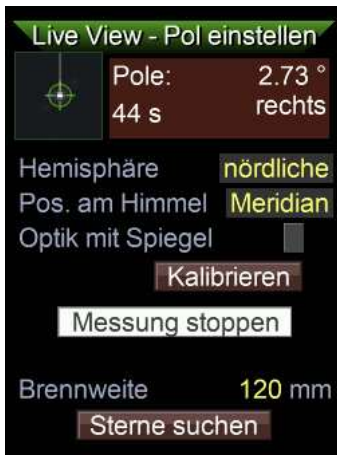 Live View - Pol einstellen
Pole: 2.73 °
44 s rechts
Hemisphäre nördliche
Pos. am Himmel Meridian
Optik mit Spiegel
Kalibrieren
Messung stoppen
Brennweite 120 mm
Sterne suchen